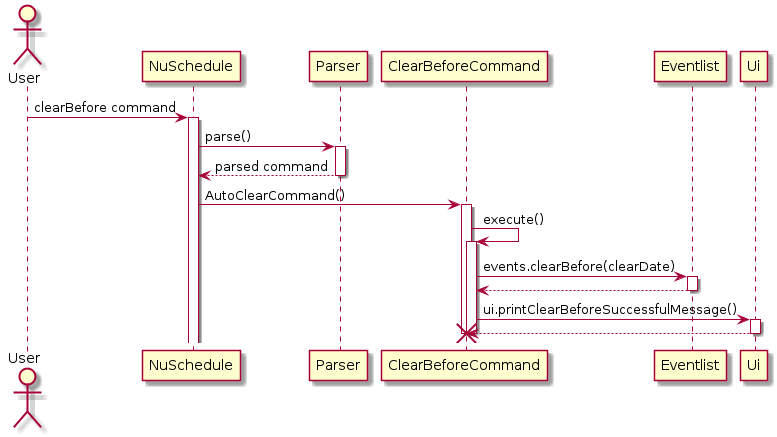 User
NuSchedule
Parser
ClearBeforeCommand
Eventlist
Ui
clearBefore command
parse()
parsed command
AutoClearCommand()
execute()
events.clearBefore(clearDate)
ui.printClearBeforeSuccessfulMessage()
User
NuSchedule
Parser
ClearBeforeCommand
Eventlist
Ui